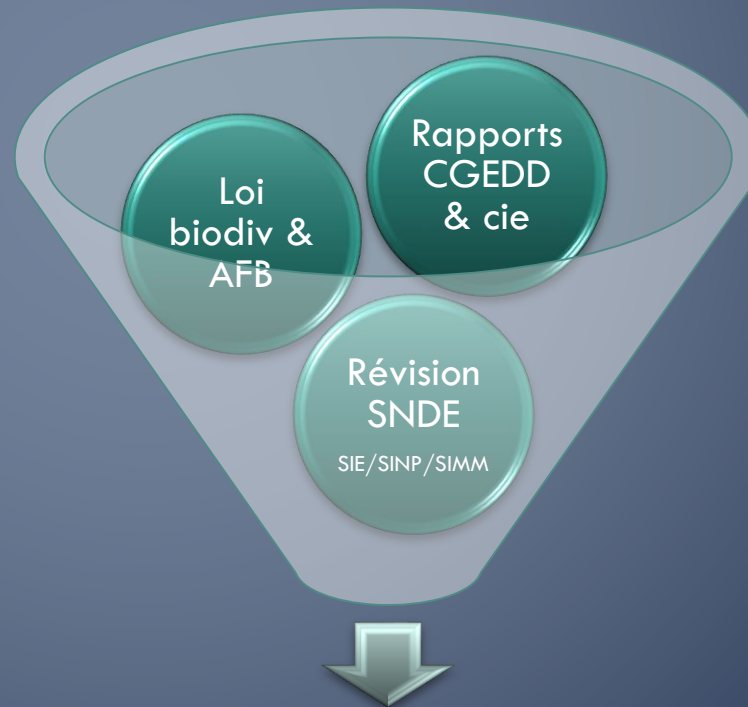 Rapports
CGEDD
& cie
Loi
biodiv &
AFB
Révision
SNDE
SIE/SINP/SIMM